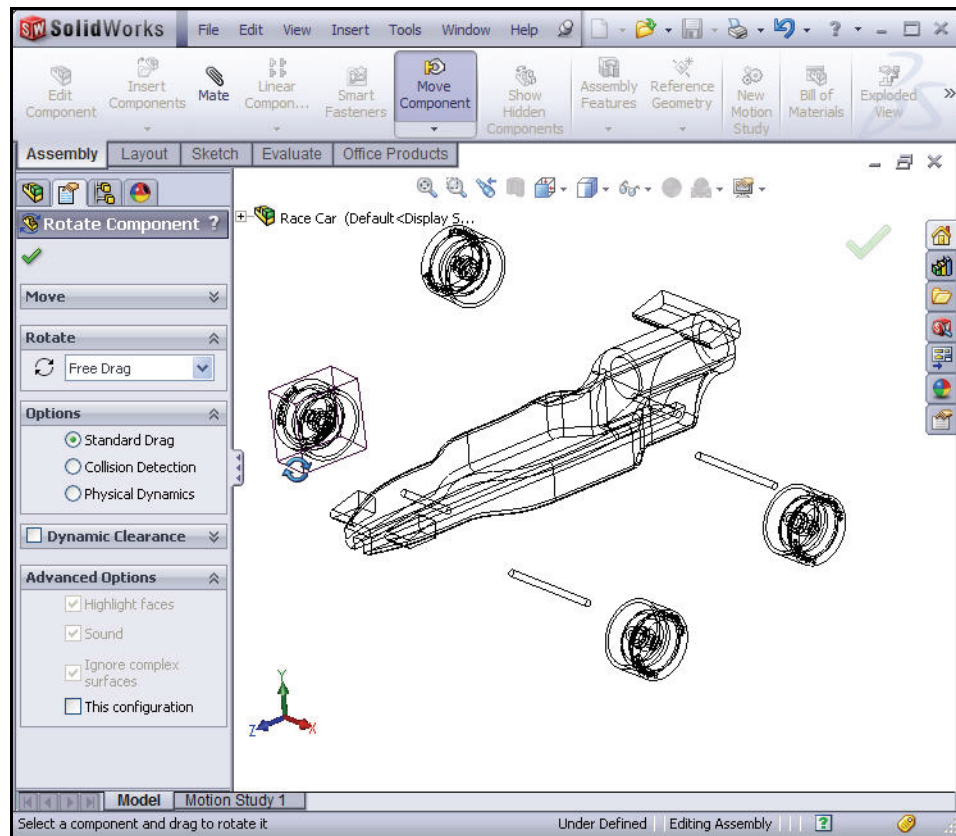 SolidWorks File Edit View Insert Tools Window Help ?
Edit Component
Insert Components
Mate
Linear Compon...
Smart Fasteners
Move Component
Show Hidden Components
Assembly Features
Reference Geometry
New Motion Study
Bill of Materials
Exploded View
»
Assembly Layout Sketch Evaluate Office Products
Rotate Component ?
Race Car (Default<Display S...
Move
Rotate
Free Drag
Options
Standard Drag
Collision Detection
Physical Dynamics
Dynamic Clearance
Advanced Options
Highlight faces
Sound
Ignore complex
surfaces
This configuration
Y
Z X
Model Motion Study 1
Select a component and drag to rotate it Under Defined Editing Assembly ?